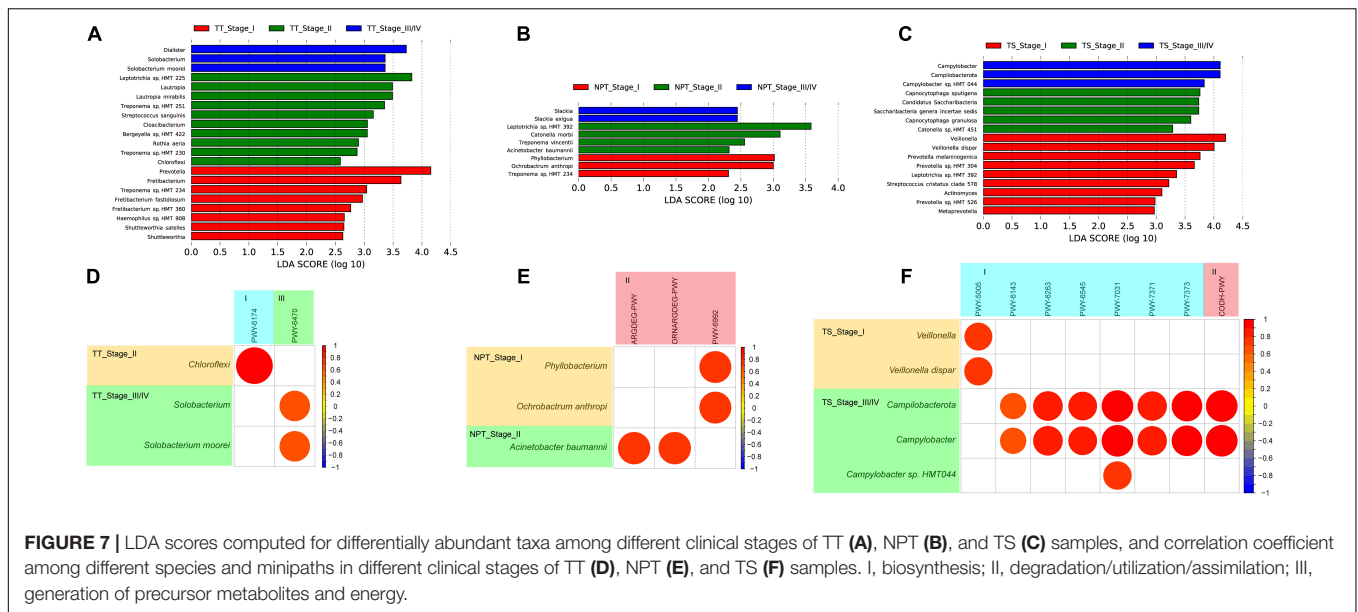 A
TT_Stage_I TT_Stage_II TT_Stage_III/IV
Dialister
Solobacterium
Solobacterium moorei
Leptotrichia sp. HMT 225
Lautropia
Lautropia mirabilis
Treponema sp. HMT 251
Streptococcus sanguinis
Cloacibacterium
Bergeyella sp. HMT 422
Rothia aeria
Treponema sp. HMT 230
Chloroflexi
Prevotella
Fretibacterium
Treponema sp. HMT 234
Fretibacterium fastidiosum
Fretibacterium sp. HMT 360
Haemophilus sp. HMT 908
Shuttleworthia satelles
Shuttleworthia
0.0 0.5 1.0 1.5 2.0 2.5 3.0 3.5 4.0 4.5
LDA SCORE (log 10)
B
NPT_Stage_I NPT_Stage_II NPT_Stage_III/IV
Slackia
Slackia exigua
Leptotrichia sp. HMT 392
Catonella morbi
Treponema vincentii
Acinetobacter baumannii
Phyllobacterium
Ochrobactrum anthropi
Treponema sp. HMT 234
0.0 0.5 1.0 1.5 2.0 2.5 3.0 3.5 4.0
LDA SCORE (log 10)
C
TS_Stage_I TS_Stage_II TS_Stage_III/IV
Campylobacter
Campilobacterota
Campylobacter sp. HMT 044
Capnocytophaga sputigena
Candidatus Saccharibacteria
Saccharibacteria genera incertae sedis
Capnocytophaga granulosa
Catonella sp. HMT 451
Veillonella
Veillonella dispar
Prevotella melaninogenica
Prevotella sp. HMT 304
Leptotrichia sp. HMT 392
Streptococcus cristatus clade 578
Actinomyces
Prevotella sp. HMT 526
Metaprevotella
0.0 0.5 1.0 1.5 2.0 2.5 3.0 3.5 4.0 4.5
LDA SCORE (log 10)
D
I III
PWY-6174
PWY-6470
TT_Stage_II
Chloroflexi
TT_Stage_III/IV
Solobacterium
Solobacterium moorei
1
0.8
0.6
0.4
0.2
0
−0.2
−0.4
−0.6
−0.8
−1
E
II
ARGDEG-PWY
ORNARGDEG-PWY
PWY-6992
NPT_Stage_I
Phyllobacterium
Ochrobactrum anthropi
NPT_Stage_II
Acinetobacter baumannii
1
0.8
0.6
0.4
0.2
0
−0.2
−0.4
−0.6
−0.8
−1
F
I II
PWY-5005
PWY-6143
PWY-6263
PWY-6545
PWY-7031
PWY-7371
PWY-7373
CODH-PWY
TS_Stage_I
Veillonella
Veillonella dispar
TS_Stage_III/IV
Campilobacterota
Campylobacter
Campylobacter sp. HMT044
1
0.8
0.6
0.4
0.2
0
−0.2
−0.4
−0.6
−0.8
−1
FIGURE 7 | LDA scores computed for differentially abundant taxa among different clinical stages of TT (A), NPT (B), and TS (C) samples, and correlation coefficient
among different species and minipaths in different clinical stages of TT (D), NPT (E), and TS (F) samples. I, biosynthesis; II, degradation/utilization/assimilation; III,
generation of precursor metabolites and energy.